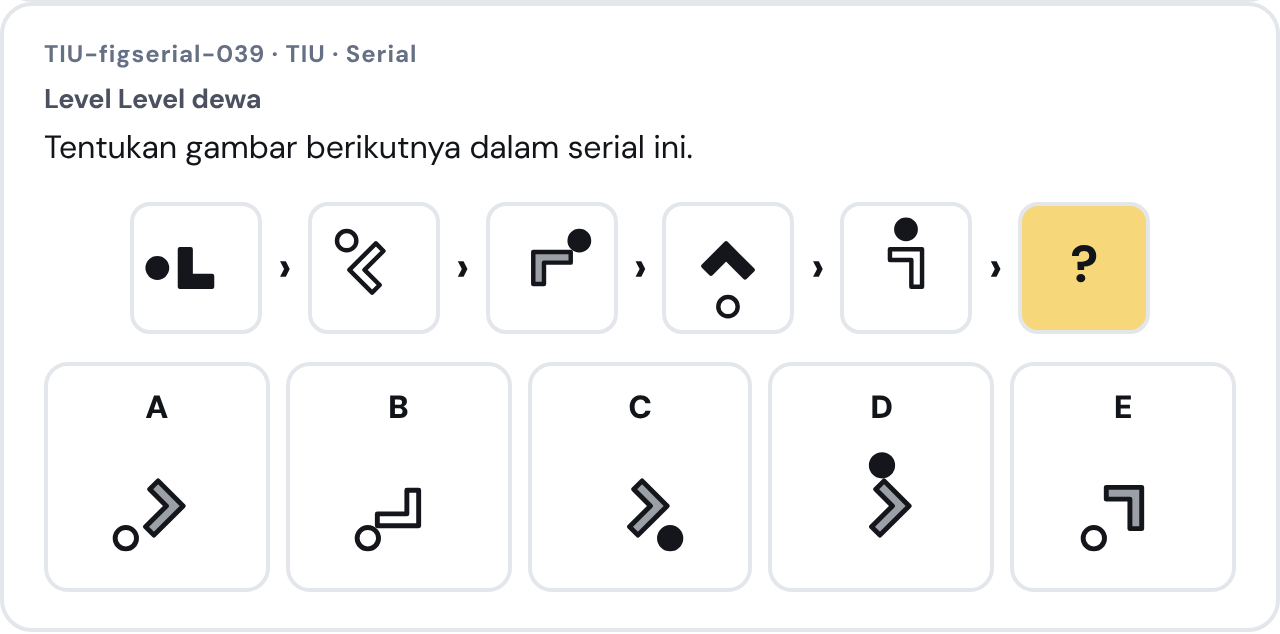 TIU-figserial-039 · TIU · Serial
Level Level dewa
Tentukan gambar berikutnya dalam serial ini.
› › › › › ?
A B C D E